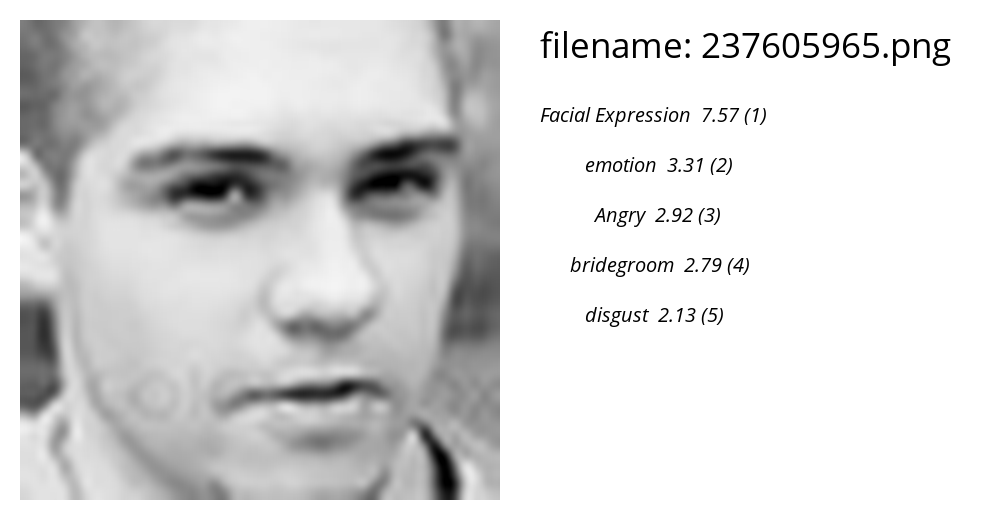 filename: 237605965.png
Facial Expression 7.57 (1)
emotion 3.31 (2)
Angry 2.92 (3)
bridegroom 2.79 (4)
disgust 2.13 (5)